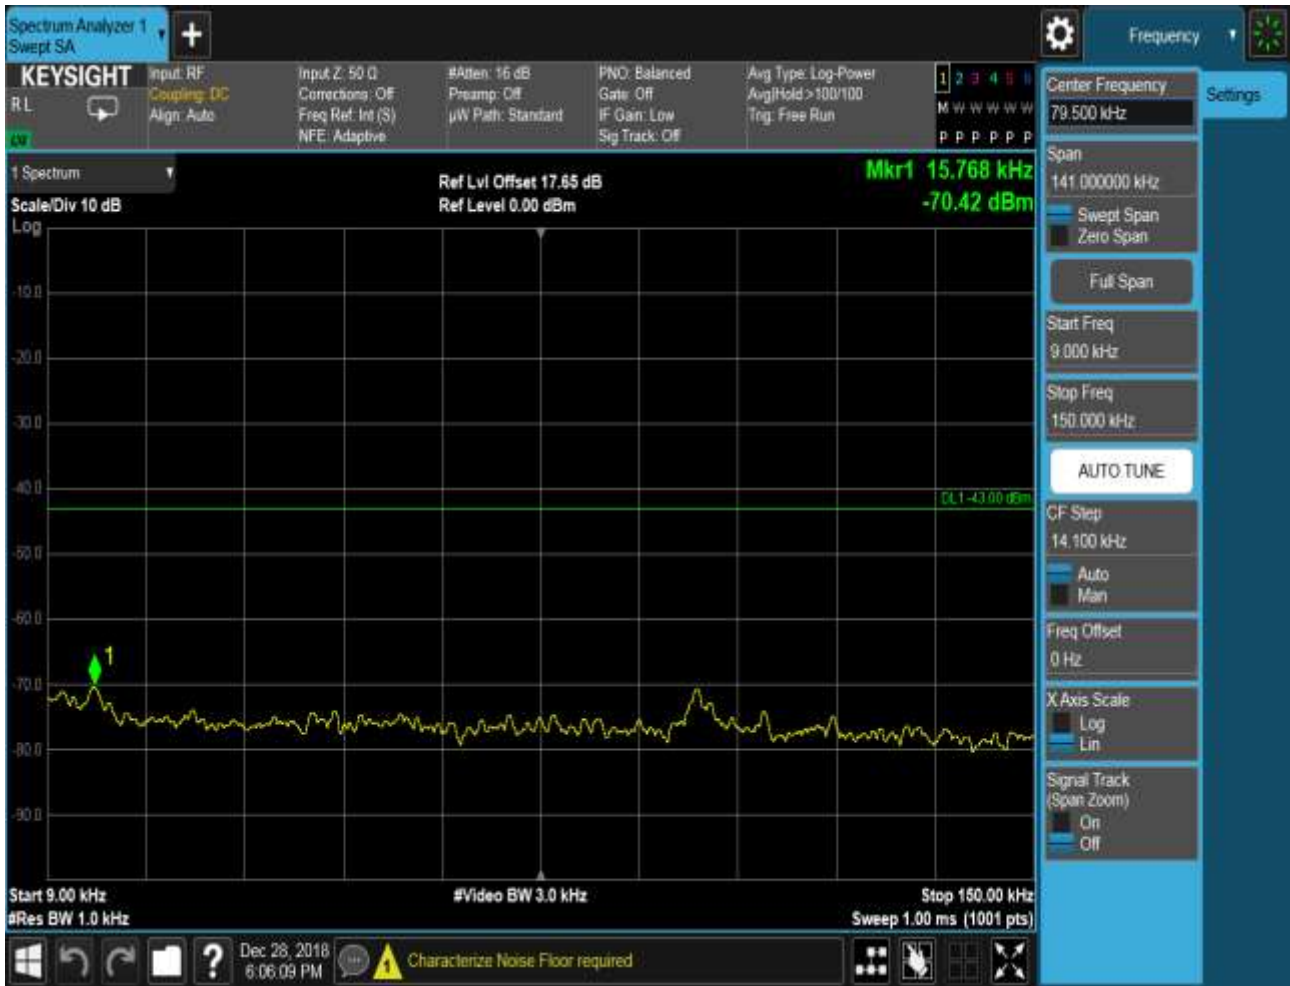 Spectrum Analyzer 1
Swept SA
+
Frequency
KEYSIGHT
RL
Input: RF
Coupling: DC
Align: Auto
Input Z: 50 Ω
Corrections: Off
Freq Ref: Int (S)
NFE: Adaptive
#Atten: 16 dB
Preamp: Off
µW Path: Standard
PNO: Balanced
Gate: Off
IF Gain: Low
Sig Track: Off
Avg Type: Log-Power
Avg|Hold:>100/100
Trig: Free Run
1 2 3 4 5 6
M W W W W W
P P P P P P
1 Spectrum
Scale/Div 10 dB
Log
Ref Lvl Offset 17.65 dB
Ref Level 0.00 dBm
Mkr1 15.768 kHz
-70.42 dBm
-10.0
-20.0
-30.0
-40.0
DL1 -43.00 dBm
-50.0
-60.0
1
-70.0
-80.0
-90.0
Start 9.00 kHz
#Video BW 3.0 kHz
Stop 150.00 kHz
#Res BW 1.0 kHz
Sweep 1.00 ms (1001 pts)
Center Frequency
79.500 kHz
Settings
Span
141.000000 kHz
Swept Span
Zero Span
Full Span
Start Freq
9.000 kHz
Stop Freq
150.000 kHz
AUTO TUNE
CF Step
14.100 kHz
Auto
Man
Freq Offset
0 Hz
X Axis Scale
Log
Lin
Signal Track
(Span Zoom)
On
Off
?
Dec 28, 2018
6:06:09 PM
1
Characterize Noise Floor required